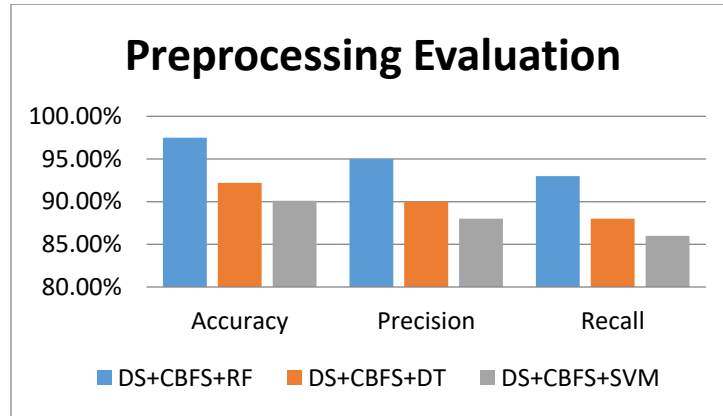 Preprocessing Evaluation
100.00%
95.00%
90.00%
85.00%
80.00%
Accuracy Precision Recall
DS+CBFS+RF DS+CBFS+DT DS+CBFS+SVM